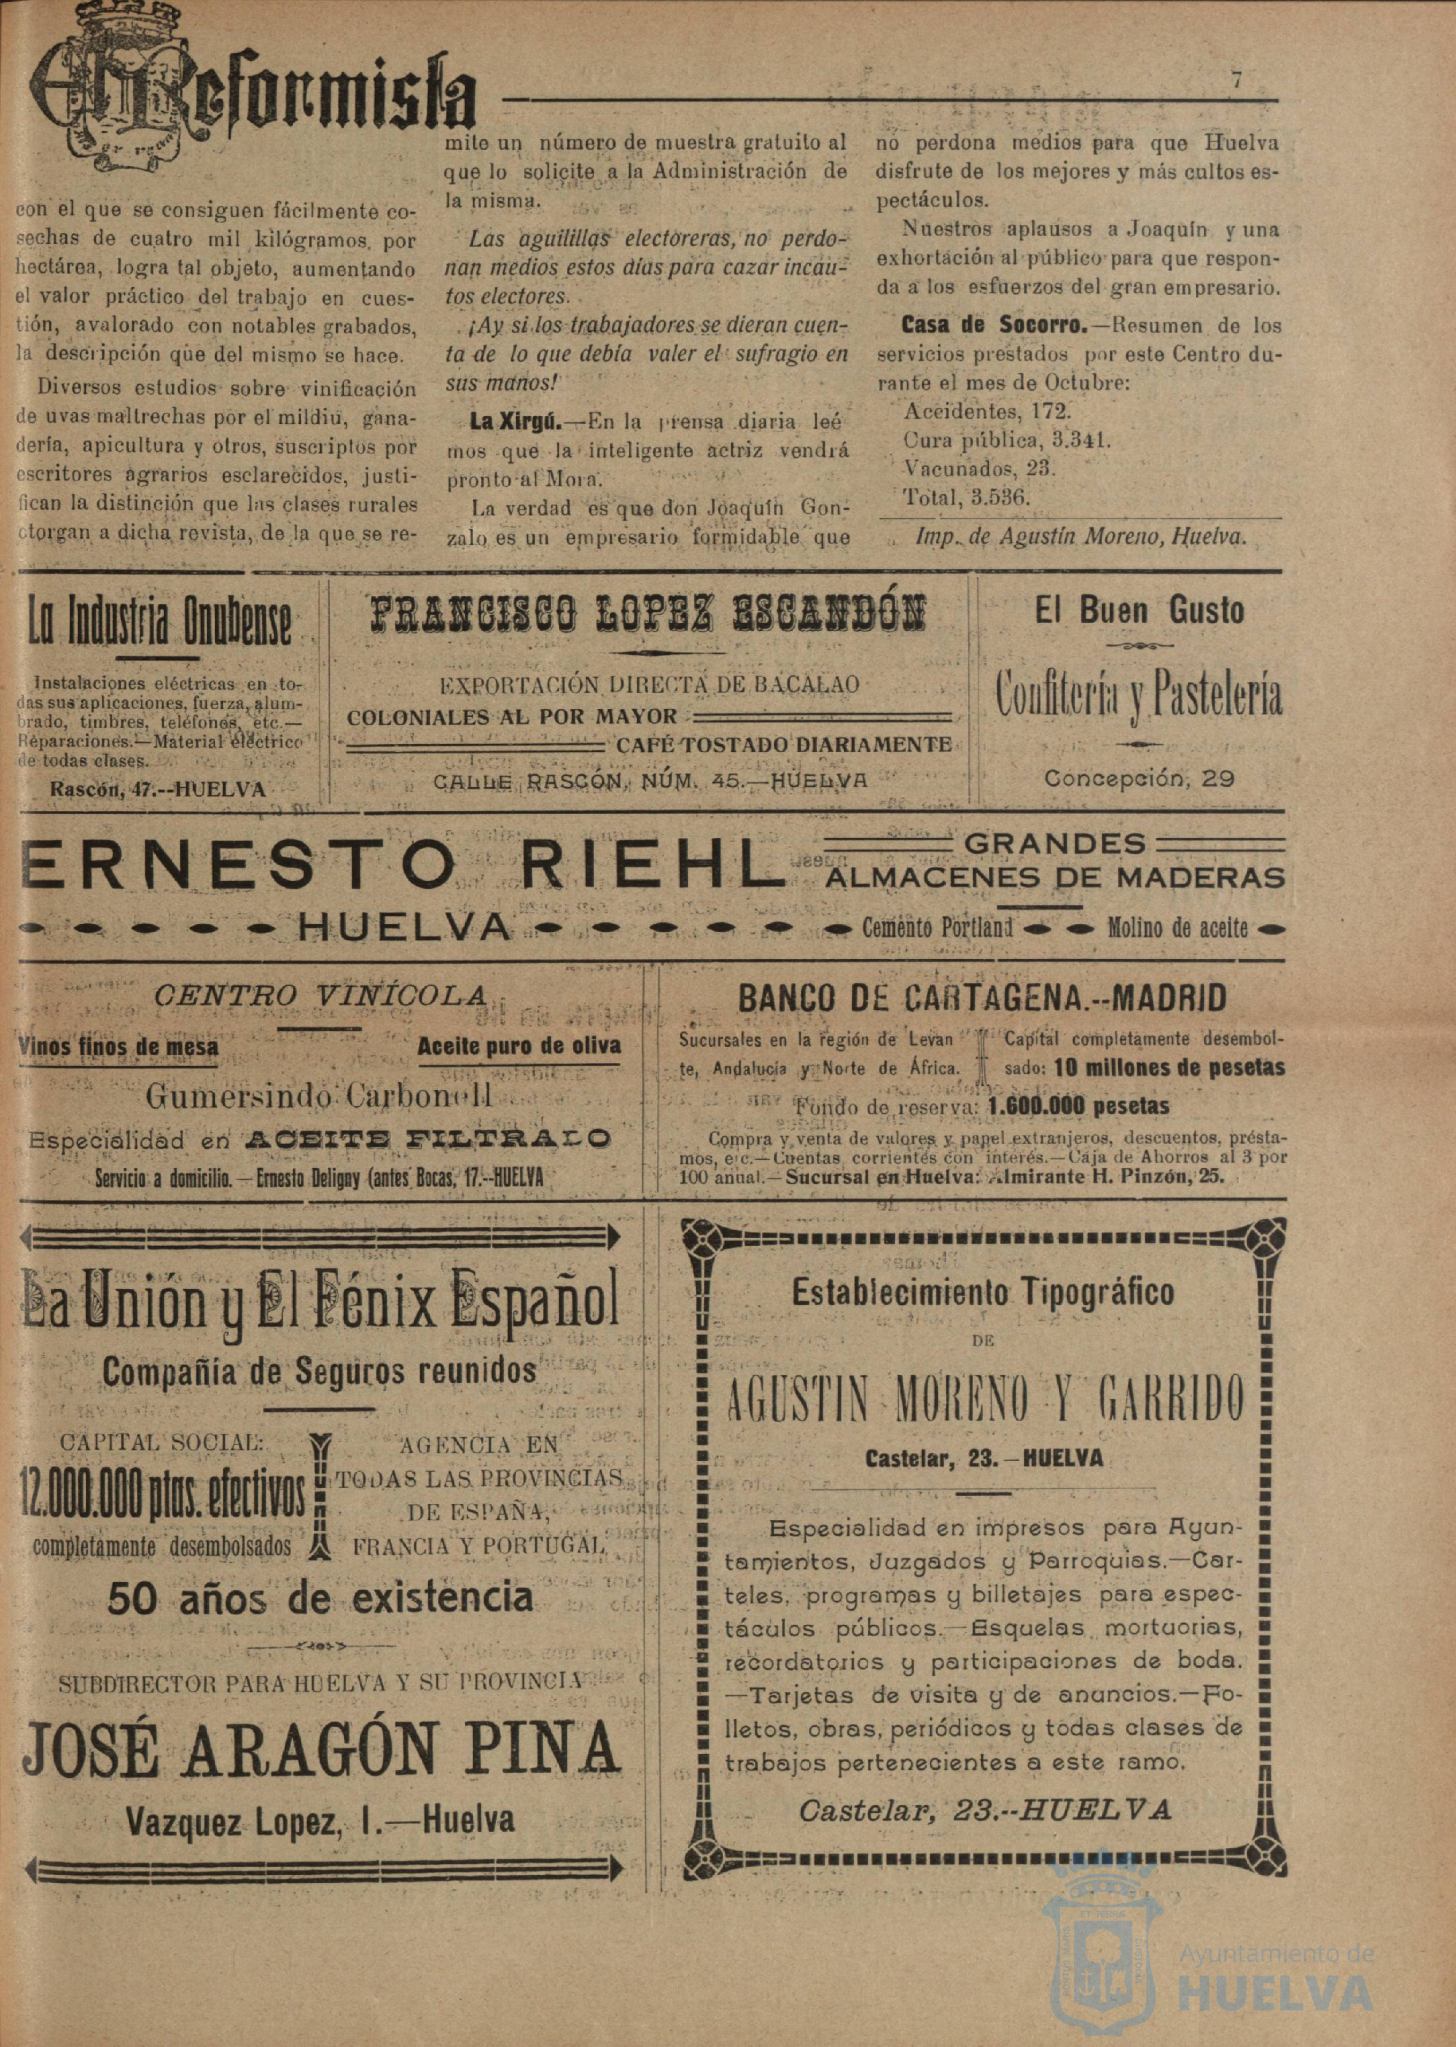 El Reformista
7
con el que se consiguen fácilmente co-
sechas de cuatro mil kilógramos, por
hectárea, logra tal objeto, aumentando
el valor práctico del trabajo en cues-
tión, avalorado con notables grabados,
la descripción que del mismo se hace.
Diversos estudios sobre vinificación
de uvas maltrechas por el mildiu, gana-
dería, apicultura y otros, suscriptos por
escritores agrarios esclarecidos, justi-
fican la distinción que las clases rurales
otorgan a dicha revista, de la que se re-
mite un número de muestra gratuito al
que lo solicite a la Administración de
la misma.
Las aguilillas electoreras, no perdo-
nan medios estos días para cazar incau-
tos electores.
¡Ay si los trabajadores se dieran cuen-
ta de lo que debía valer el sufragio en
sus manos!
La Xirgú.—En la prensa diaria leé
mos que la inteligente actriz vendrá
pronto al Mora.
La verdad es que don Joaquín Gon-
zalo es un empresario formidable que
no perdona medios para que Huelva
disfrute de los mejores y más cultos es-
pectáculos.
Nuestros aplausos a Joaquín y una
exhortación al público para que respon-
da a los esfuerzos del gran empresario.
Casa de Socorro.—Resumen de los
servicios prestados por este Centro du-
rante el mes de Octubre:
Accidentes, 172.
Cura pública, 3.341.
Vacunados, 23.
Total, 3.536.
Imp. de Agustín Moreno, Huelva.
La Industria Onubense
Instalaciones eléctricas en to-
das sus aplicaciones, fuerza, alum-
brado, timbres, teléfonos, etc.—
Reparaciones.—Material eléctrico
de todas clases.
Rascón, 47.--HUELVA
FRANCISCO LOPEZ ESCANDÓN
EXPORTACIÓN DIRECTA DE BACALAO
COLONIALES AL POR MAYOR
CAFÉ TOSTADO DIARIAMENTE
CALLE RASCÓN, NÚM. 45.—HUELVA
El Buen Gusto
Confitería y Pastelería
Concepción, 29
ERNESTO RIEHL
HUELVA
GRANDES
ALMACENES DE MADERAS
Cemento Portland
Molino de aceite
CENTRO VINÍCOLA
Vinos finos de mesa
Aceite puro de oliva
Gumersindo Carbonell
Especialidad en ACEITE FILTRADO
Servicio a domicilio.—Ernesto Deligny (antes Bocas, 17.--HUELVA
BANCO DE CARTAGENA.--MADRID
Sucursales en la región de Levan
te, Andalucía y Norte de África.
Capital completamente desembol-
sado: 10 millones de pesetas
Fondo de reserva: 1.600.000 pesetas
Compra y venta de valores y papel extranjeros, descuentos, présta-
mos, etc.—Cuentas corrientes con interés.—Caja de Ahorros al 3 por
100 anual.—Sucursal en Huelva: Almirante H. Pinzón, 25.
La Unión y El Fénix Español
Compañía de Seguros reunidos
CAPITAL SOCIAL:
12.000.000 ptas. efectivos
completamente desembolsados
AGENCIA EN
TODAS LAS PROVINCIAS
DE ESPAÑA,
FRANCIA Y PORTUGAL
50 años de existencia
SUBDIRECTOR PARA HUELVA Y SU PROVINCIA
JOSÉ ARAGÓN PINA
Vazquez Lopez, 1.—Huelva
Establecimiento Tipográfico
DE
AGUSTIN MORENO Y GARRIDO
Castelar, 23.—HUELVA
Especialidad en impresos para Ayun-
tamientos, Juzgados y Parroquias.—Car-
teles, programas y billetajes para espec-
táculos públicos.—Esquelas mortuorias,
recordatorios y participaciones de boda.
—Tarjetas de visita y de anuncios.—Fo-
lletos, obras, periódicos y todas clases de
trabajos pertenecientes a este ramo.
Castelar, 23.--HUELVA
Ayuntamiento de
HUELVA